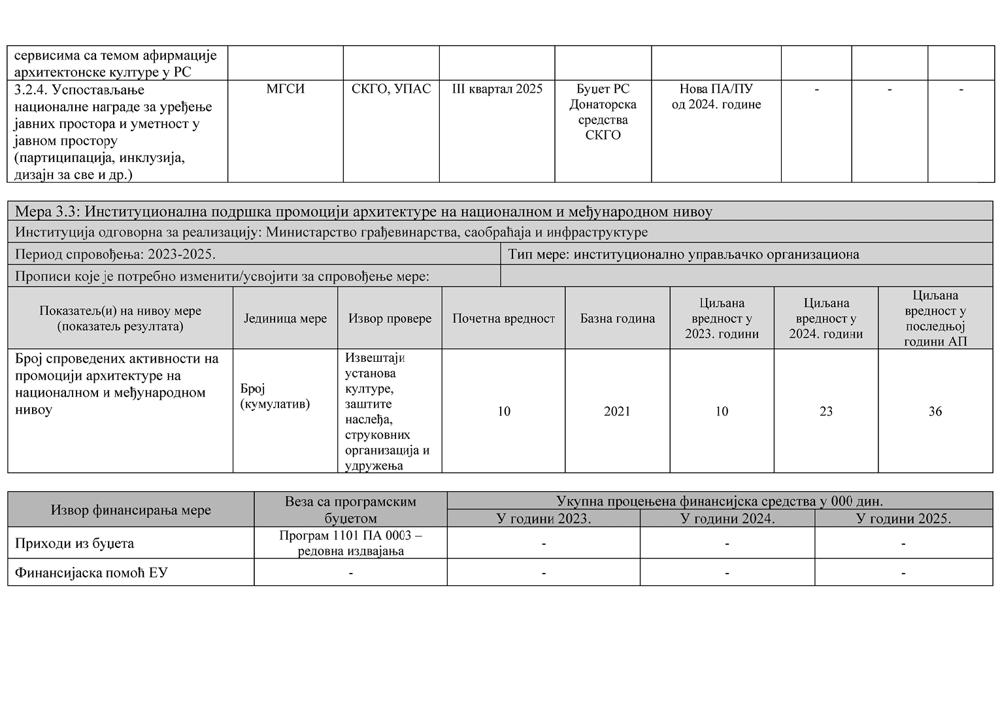 сервисима са темом афирмације
архитектонске културе у РС
3.2.4. Успостављање
националне награде за уређење
јавних простора и уметност у
јавном простору
(партиципација, инклузија,
дизајн за све и др.)
МГСИ
СКГО, УПАС
III квартал 2025
Буџет РС
Донаторска
средства
СКГО
Нова ПА/ПУ
од 2024. године
-
-
-
Мера 3.3: Институционална подршка промоцији архитектуре на националном и међународном нивоу
Институција одговорна за реализацију: Министарство грађевинарства, саобраћаја и инфраструктуре
Период спровођења: 2023-2025.
Тип мере: институционално управљачко организациона
Прописи које је потребно изменити/усвојити за спровођење мере:
Показатељ(и) на нивоу мере
(показатељ резултата)
Јединица мере
Извор провере
Почетна вредност
Базна година
Циљана
вредност у
2023. години
Циљана
вредност у
2024. години
Циљана
вредност у
последњој
години АП
Број спроведених активности на
промоцији архитектуре на
националном и међународном
нивоу
Број
(кумулатив)
Извештаји
установа
културе,
заштите
наслеђа,
струковних
организација и
удружења
10
2021
10
23
36
Извор финансирања мере
Веза са програмским
буџетом
Укупна процењена финансијска средства у 000 дин.
У години 2023.
У години 2024.
У години 2025.
Приходи из буџета
Програм 1101 ПА 0003 –
редовна издвајања
-
-
-
Финансијаска помоћ ЕУ
-
-
-
-